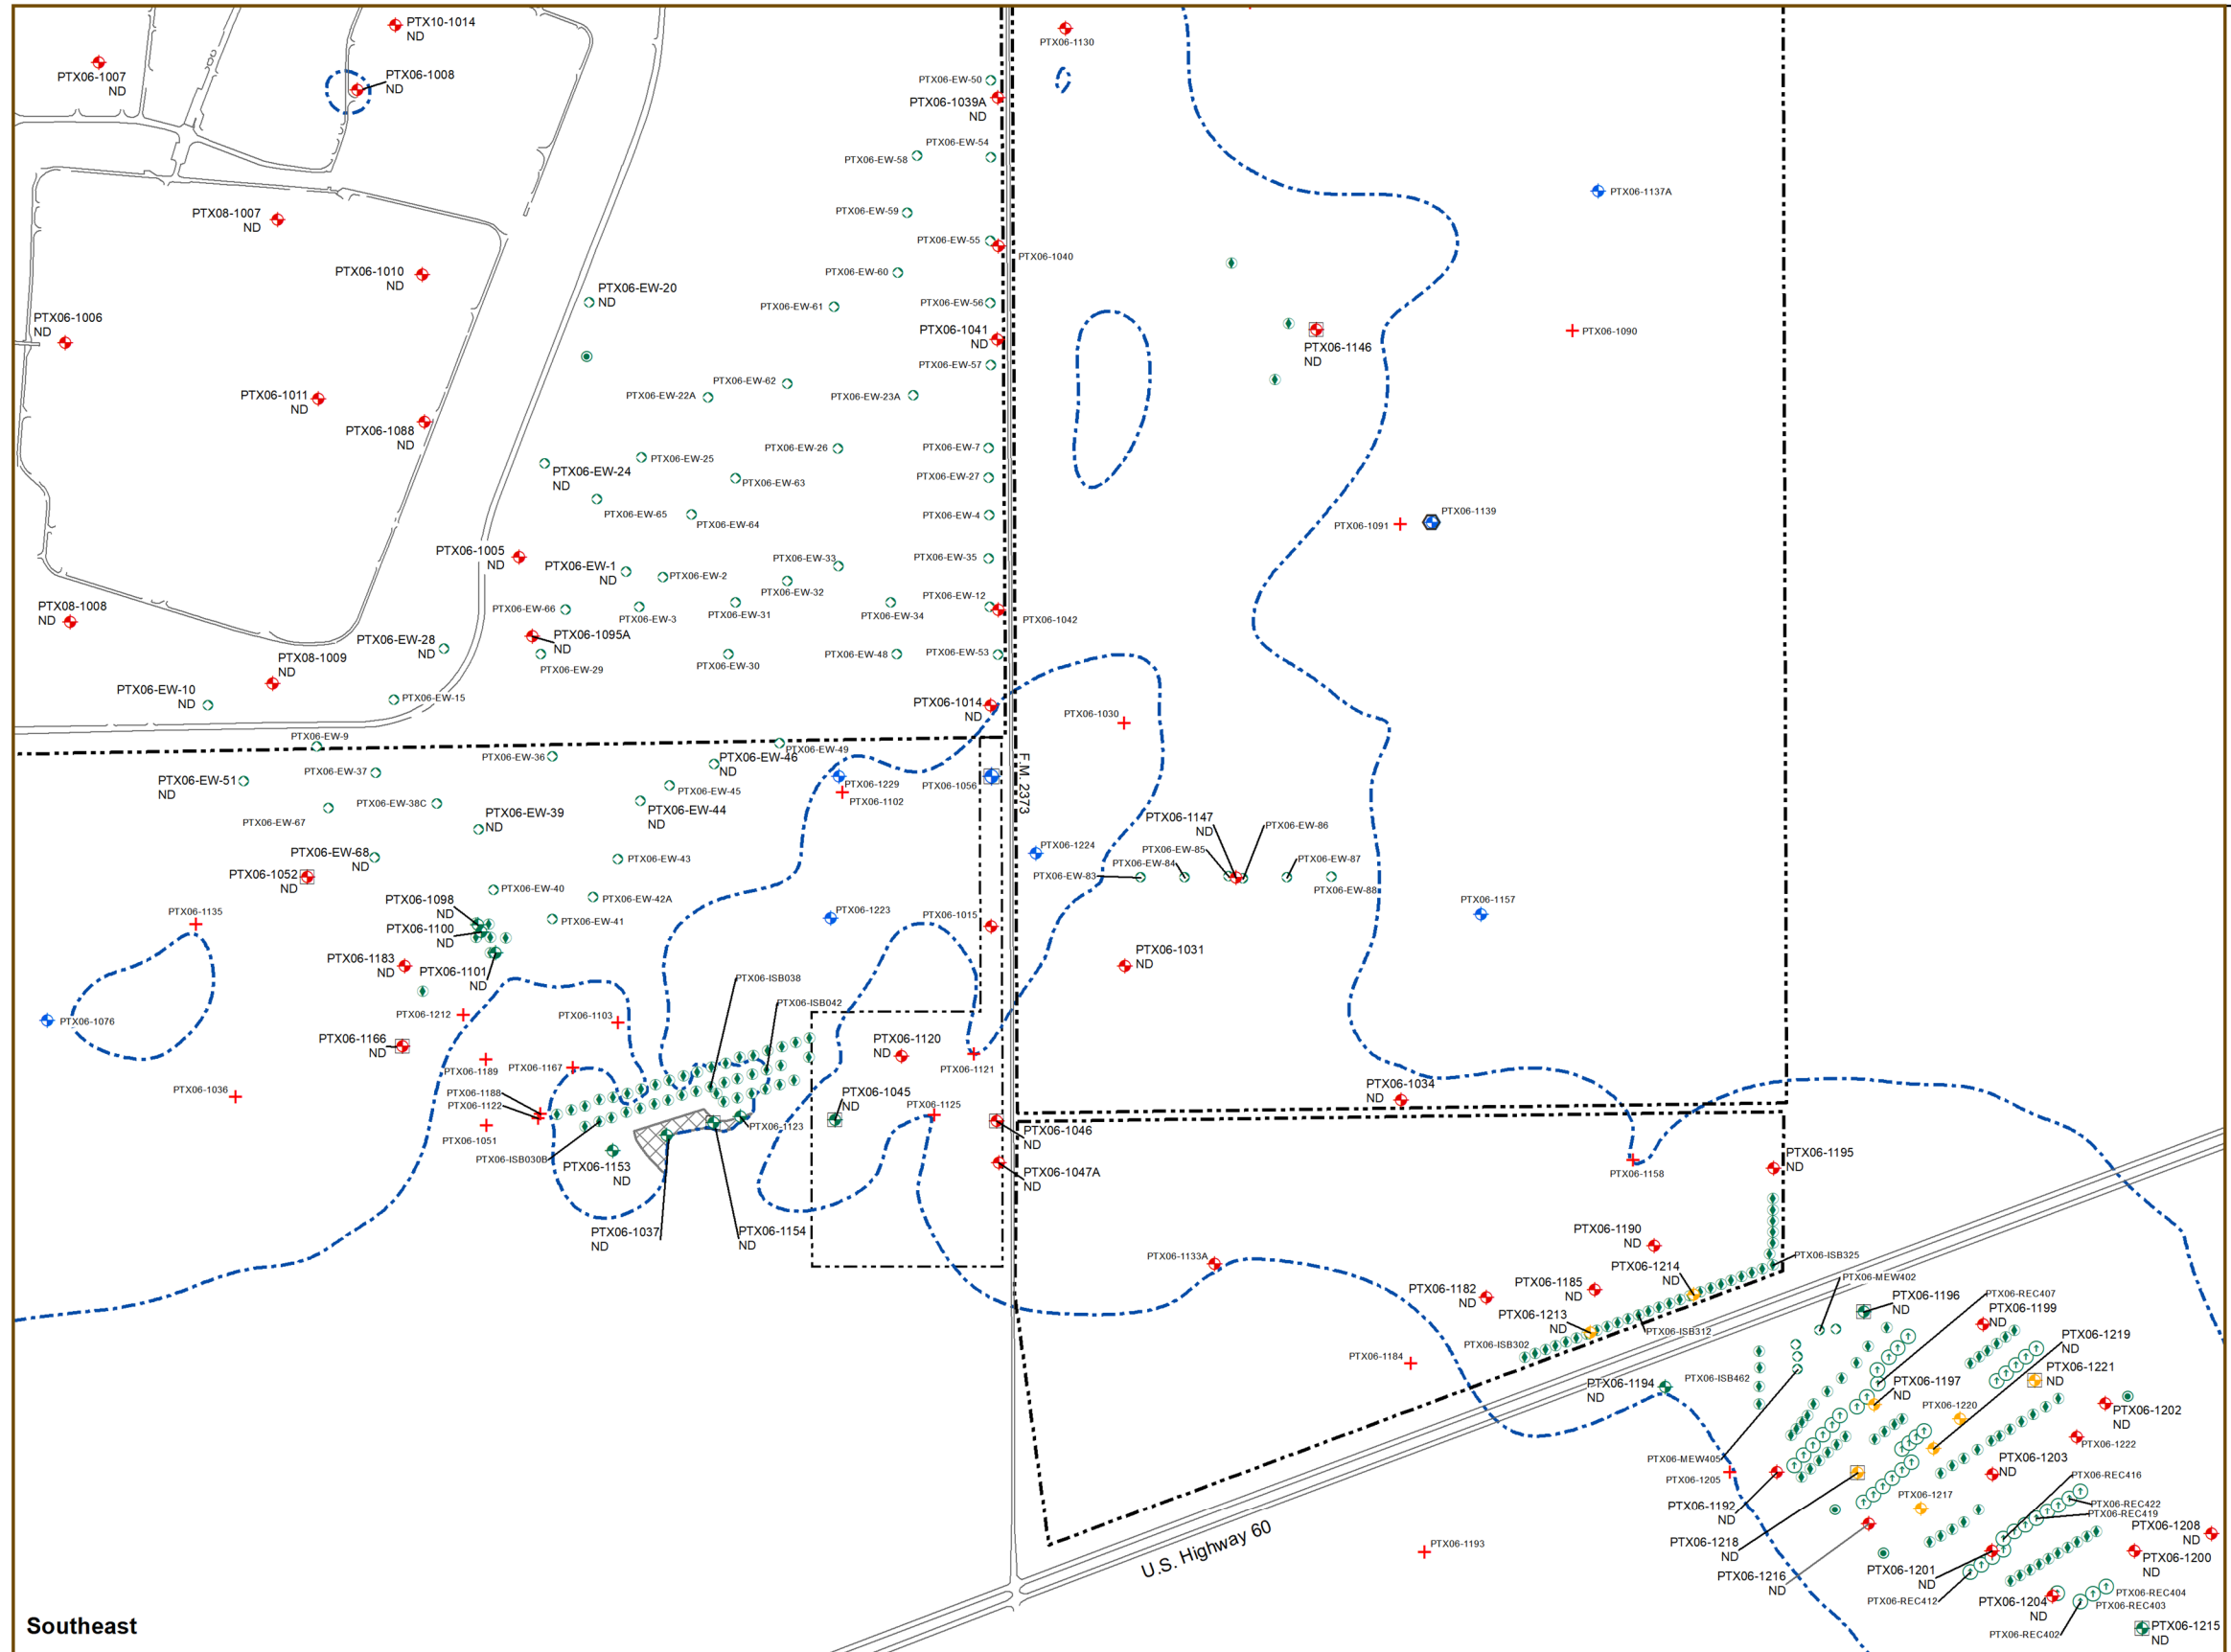 PTX10-1014
ND
PTX06-1007
ND
PTX06-1008
ND
PTX06-1130
PTX06-EW-50
PTX06-1039A
ND
PTX06-EW-54
PTX06-EW-58
PTX06-1137A
PTX08-1007
ND
PTX06-EW-59
PTX06-EW-55
PTX06-1040
PTX06-1010
ND
PTX06-EW-60
PTX06-EW-20
ND
PTX06-EW-61
PTX06-EW-56
PTX06-1006
ND
PTX06-1041
ND
PTX06-1146
ND
PTX06-1090
PTX06-EW-57
PTX06-EW-62
PTX06-EW-22A
PTX06-EW-23A
PTX06-1011
ND
PTX06-1088
ND
PTX06-EW-26
PTX06-EW-7
PTX06-EW-25
PTX06-EW-24
ND
PTX06-EW-63
PTX06-EW-27
PTX06-EW-65
PTX06-EW-64
PTX06-EW-4
PTX06-1091
PTX06-1139
PTX06-1005
ND
PTX06-EW-33
PTX06-EW-35
PTX06-EW-1
ND
PTX06-EW-2
PTX06-EW-32
PTX06-EW-12
PTX06-1042
PTX08-1008
ND
PTX06-EW-66
PTX06-EW-3
PTX06-EW-31
PTX06-EW-34
PTX06-1095A
ND
PTX06-EW-28
ND
PTX06-EW-29
PTX06-EW-30
PTX06-EW-48
PTX06-EW-53
PTX08-1009
ND
PTX06-EW-10
ND
PTX06-EW-15
PTX06-1014
ND
PTX06-1030
PTX06-EW-9
PTX06-EW-36
PTX06-EW-49
PTX06-EW-46
ND
PTX06-EW-37
PTX06-EW-51
ND
PTX06-EW-45
PTX06-1229
PTX06-1102
PTX06-1056
F.M. 2373
PTX06-EW-38C
PTX06-EW-67
PTX06-EW-39
ND
PTX06-EW-44
ND
PTX06-1147
ND
PTX06-EW-86
PTX06-EW-68
ND
PTX06-EW-43
PTX06-1224
PTX06-EW-85
PTX06-EW-84
PTX06-EW-83
PTX06-EW-87
PTX06-EW-88
PTX06-1052
ND
PTX06-EW-40
PTX06-EW-42A
PTX06-1098
ND
PTX06-1157
PTX06-1135
PTX06-EW-41
PTX06-1223
PTX06-1015
PTX06-1100
ND
PTX06-1183
ND
PTX06-1101
ND
PTX06-1031
ND
PTX06-ISB038
PTX06-ISB042
PTX06-1076
PTX06-1212
PTX06-1103
PTX06-1166
ND
PTX06-1120
ND
PTX06-1189
PTX06-1167
PTX06-1121
PTX06-1036
PTX06-1188
PTX06-1122
PTX06-1051
PTX06-1045
ND
PTX06-1125
PTX06-1034
ND
PTX06-1123
PTX06-1046
ND
PTX06-ISB030B
PTX06-1153
ND
PTX06-1047A
ND
PTX06-1158
PTX06-1195
ND
PTX06-1037
ND
PTX06-1154
ND
PTX06-1190
ND
PTX06-1133A
PTX06-ISB325
PTX06-1214
ND
PTX06-MEW402
PTX06-1182
ND
PTX06-1185
ND
PTX06-1196
ND
PTX06-REC407
PTX06-1199
ND
PTX06-1213
ND
PTX06-ISB312
PTX06-ISB302
PTX06-1219
ND
PTX06-1184
PTX06-1221
ND
PTX06-ISB462
PTX06-1194
ND
PTX06-1197
ND
PTX06-1220
PTX06-1202
ND
PTX06-1222
PTX06-MEW405
PTX06-1205
PTX06-1203
ND
PTX06-REC416
PTX06-1192
ND
PTX06-1217
PTX06-REC422
PTX06-REC419
PTX06-1208
ND
PTX06-1218
ND
PTX06-1193
U.S. Highway 60
PTX06-1200
ND
PTX06-1216
ND
PTX06-1201
ND
PTX06-REC412
PTX06-1204
ND
PTX06-REC404
PTX06-REC403
PTX06-REC402
PTX06-1215
ND
Southeast